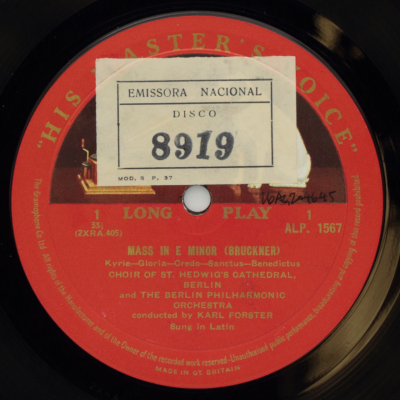 "HIS MASTER'S VOICE"
EMISSORA NACIONAL
DISCO
8919
MOD. 5 P. 37
1 LONG PLAY 1
33⅓
(2XRA.405)
ALP. 1567
MASS IN E MINOR (BRUCKNER)
Kyrie—Gloria—Credo—Sanctus—Benedictus
CHOIR OF ST. HEDWIG'S CATHEDRAL,
BERLIN
and THE BERLIN PHILHARMONIC
ORCHESTRA
conducted by KARL FORSTER
Sung in Latin
The Gramophone Co. Ltd. All rights of the Manufacturer and of the Owner of the recorded work reserved - Unauthorised public performance, broadcasting and copying of this record prohibited
MADE IN GT. BRITAIN